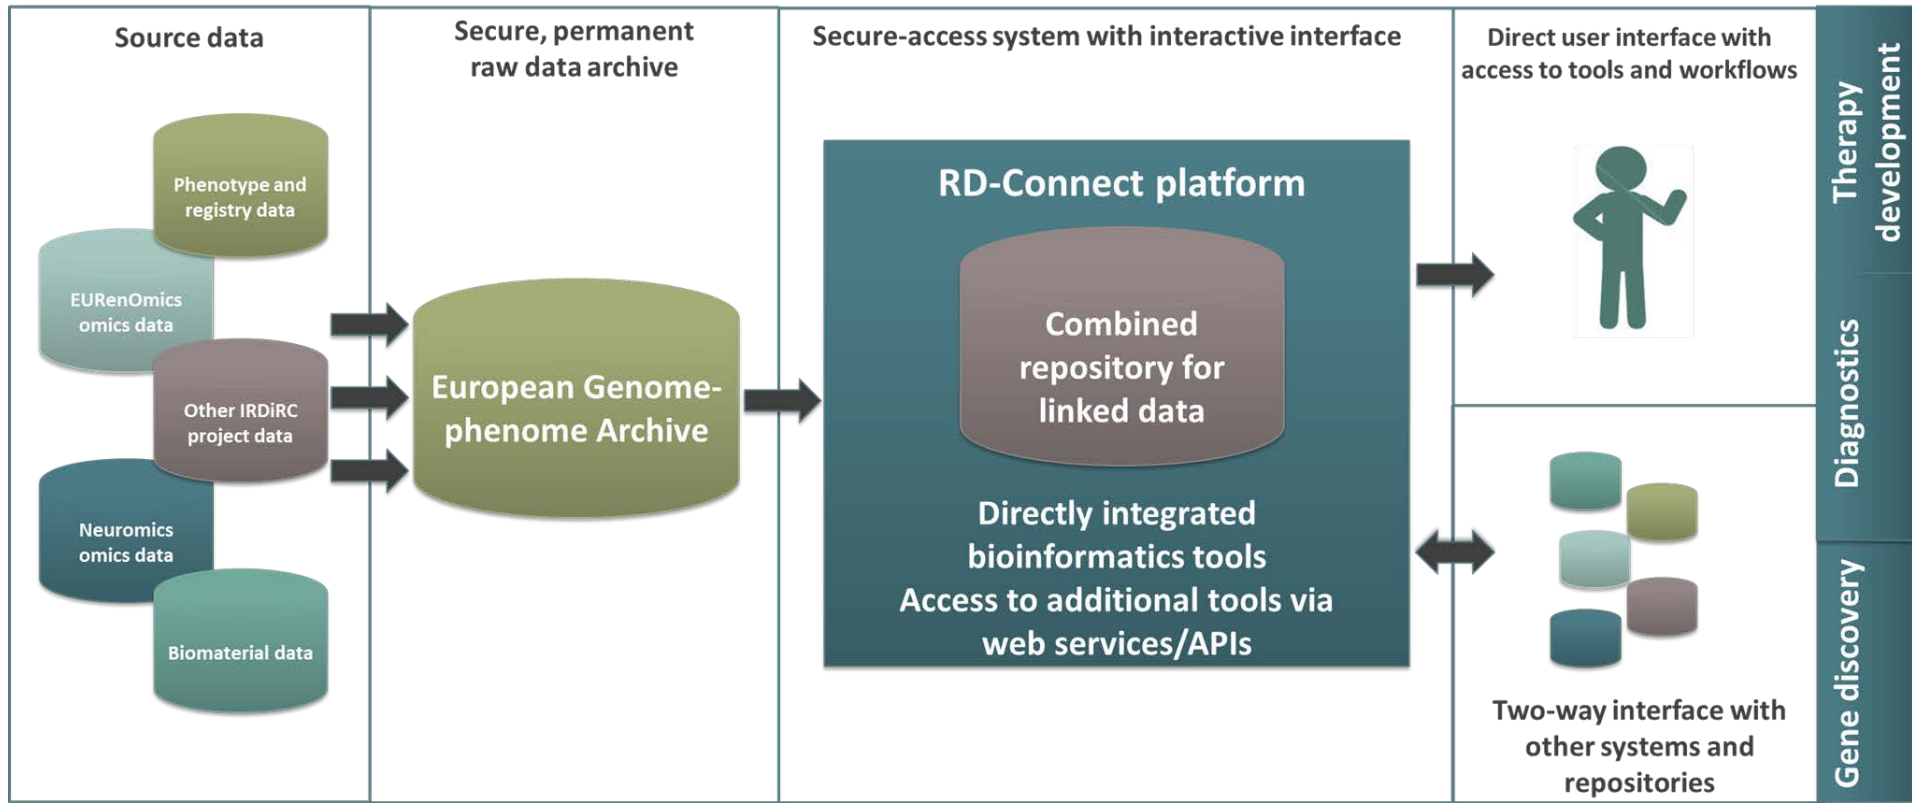 Source data
Phenotype and
registry data
EURenOmics
omics data
Other IRDiRC
project data
Neuromics
omics data
Biomaterial data
Secure, permanent
raw data archive
European Genome-
phenome Archive
Secure-access system with interactive interface
RD-Connect platform
Combined
repository for
linked data
Directly integrated
bioinformatics tools
Access to additional tools via
web services/APIs
Direct user interface with
access to tools and workflows
Two-way interface with
other systems and
repositories
Therapy
development
Diagnostics
Gene discovery